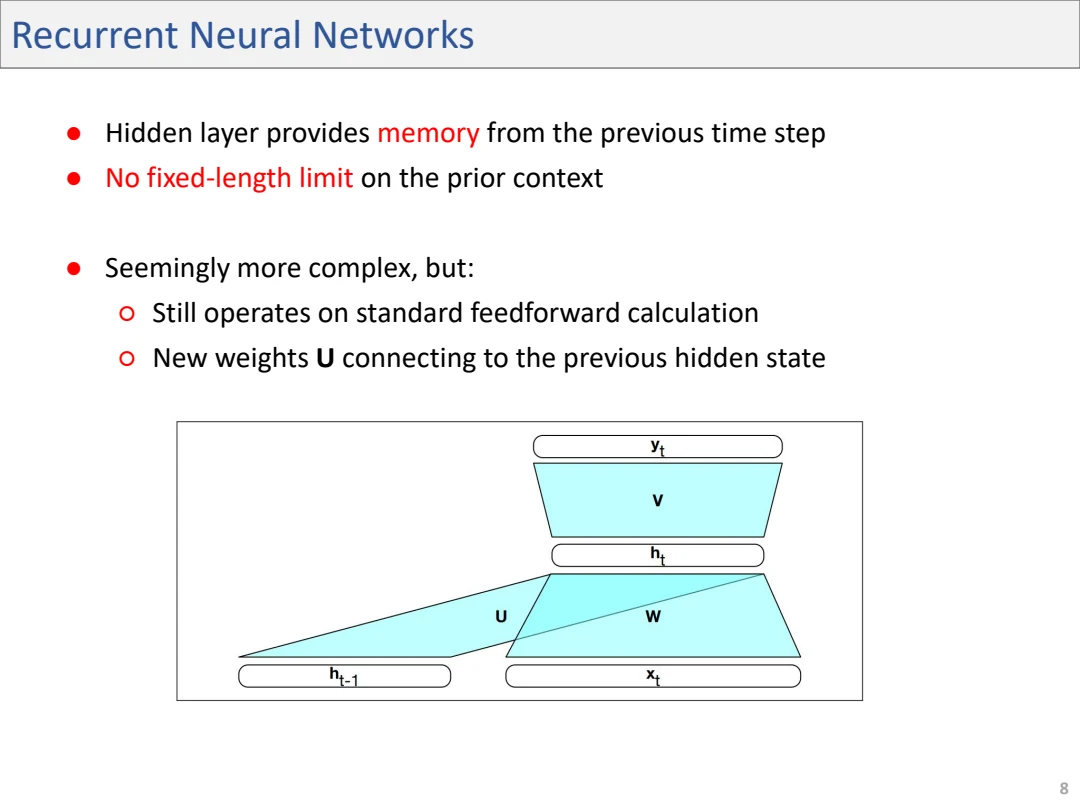 Recurrent Neural Networks
● Hidden layer provides memory from the previous time step
● No fixed-length limit on the prior context
● Seemingly more complex, but:
○ Still operates on standard feedforward calculation
○ New weights U connecting to the previous hidden state
yt
V
ht
U
W
ht-1
xt
8